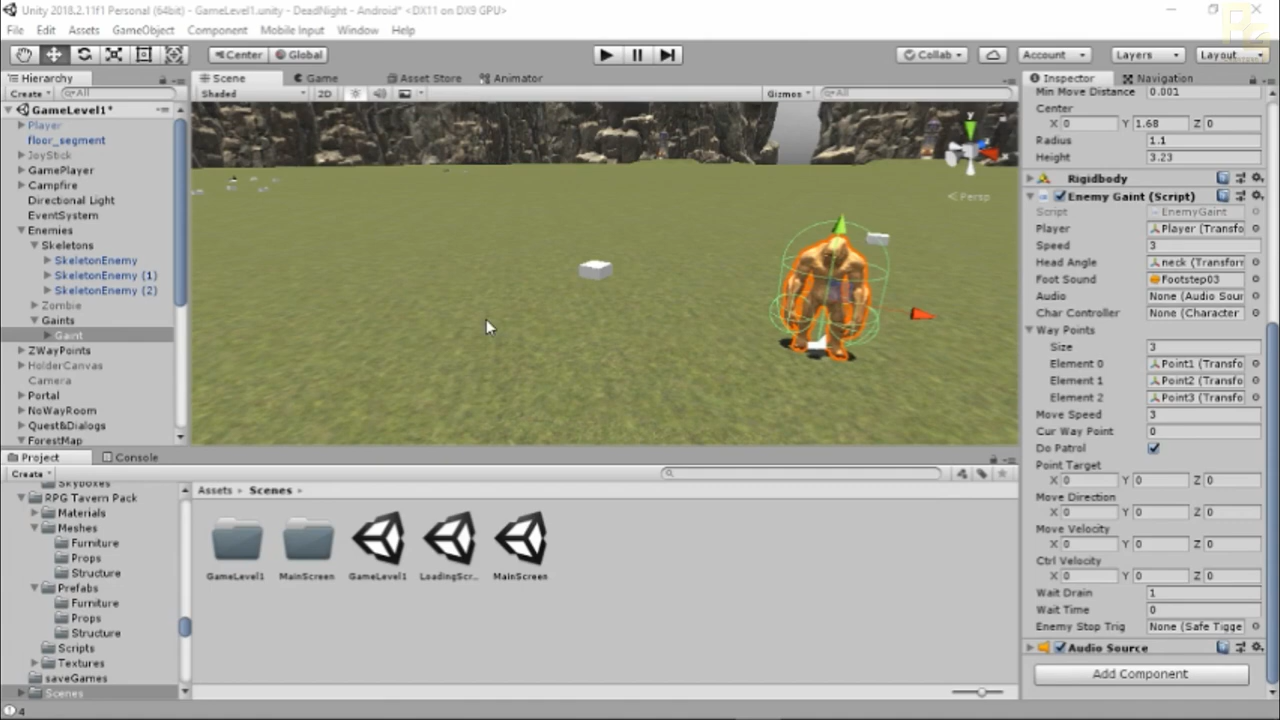 Unity 2018.2.11f1 Personal (64bit) - GameLevel1.unity - DeadNight - Android* <DX11 on DX9 GPU>
File Edit Assets GameObject Component Mobile Input Window Help
Center Global Collab Account Layers Layout
Hierarchy Scene Game Asset Store Animator Inspector Navigation
Create All Shaded 2D Gizmos All
GameLevel1*
Player
floor_segment
JoyStick
GamePlayer
Campfire
Directional Light
EventSystem
Enemies
Skeletons
SkeletonEnemy
SkeletonEnemy (1)
SkeletonEnemy (2)
Zombie
Gaints
Gaint
ZWayPoints
HolderCanvas
Camera
Portal
NoWayRoom
Quest&Dialogs
ForestMap
y
Persp
Min Move Distance 0.001
Center
X 0 Y 1.68 Z 0
Radius 1.1
Height 3.23
Rigidbody
Enemy Gaint (Script)
Script EnemyGaint
Player Player (Transfo
Speed 3
Head Angle neck (Transforr
Foot Sound Footstep03
Audio None (Audio Sour
Char Controller None (Character
Way Points
Size 3
Element 0 Point1 (Transfo
Element 1 Point2 (Transfo
Element 2 Point3 (Transfo
Move Speed 3
Cur Way Point 0
Do Patrol
Point Target
X 0 Y 0 Z 0
Move Direction
X 0 Y 0 Z 0
Move Velocity
X 0 Y 0 Z 0
Ctrl Velocity
X 0 Y 0 Z 0
Wait Drain 1
Wait Time 0
Enemy Stop Trig None (Safe Tigge
Audio Source
Add Component
Project Console
Create
Skyboxes
RPG Tavern Pack
Materials
Meshes
Furniture
Props
Structure
Prefabs
Furniture
Props
Structure
Scripts
Textures
saveGames
Scenes
Assets Scenes
GameLevel1 MainScreen GameLevel1 LoadingScr... MainScreen
4